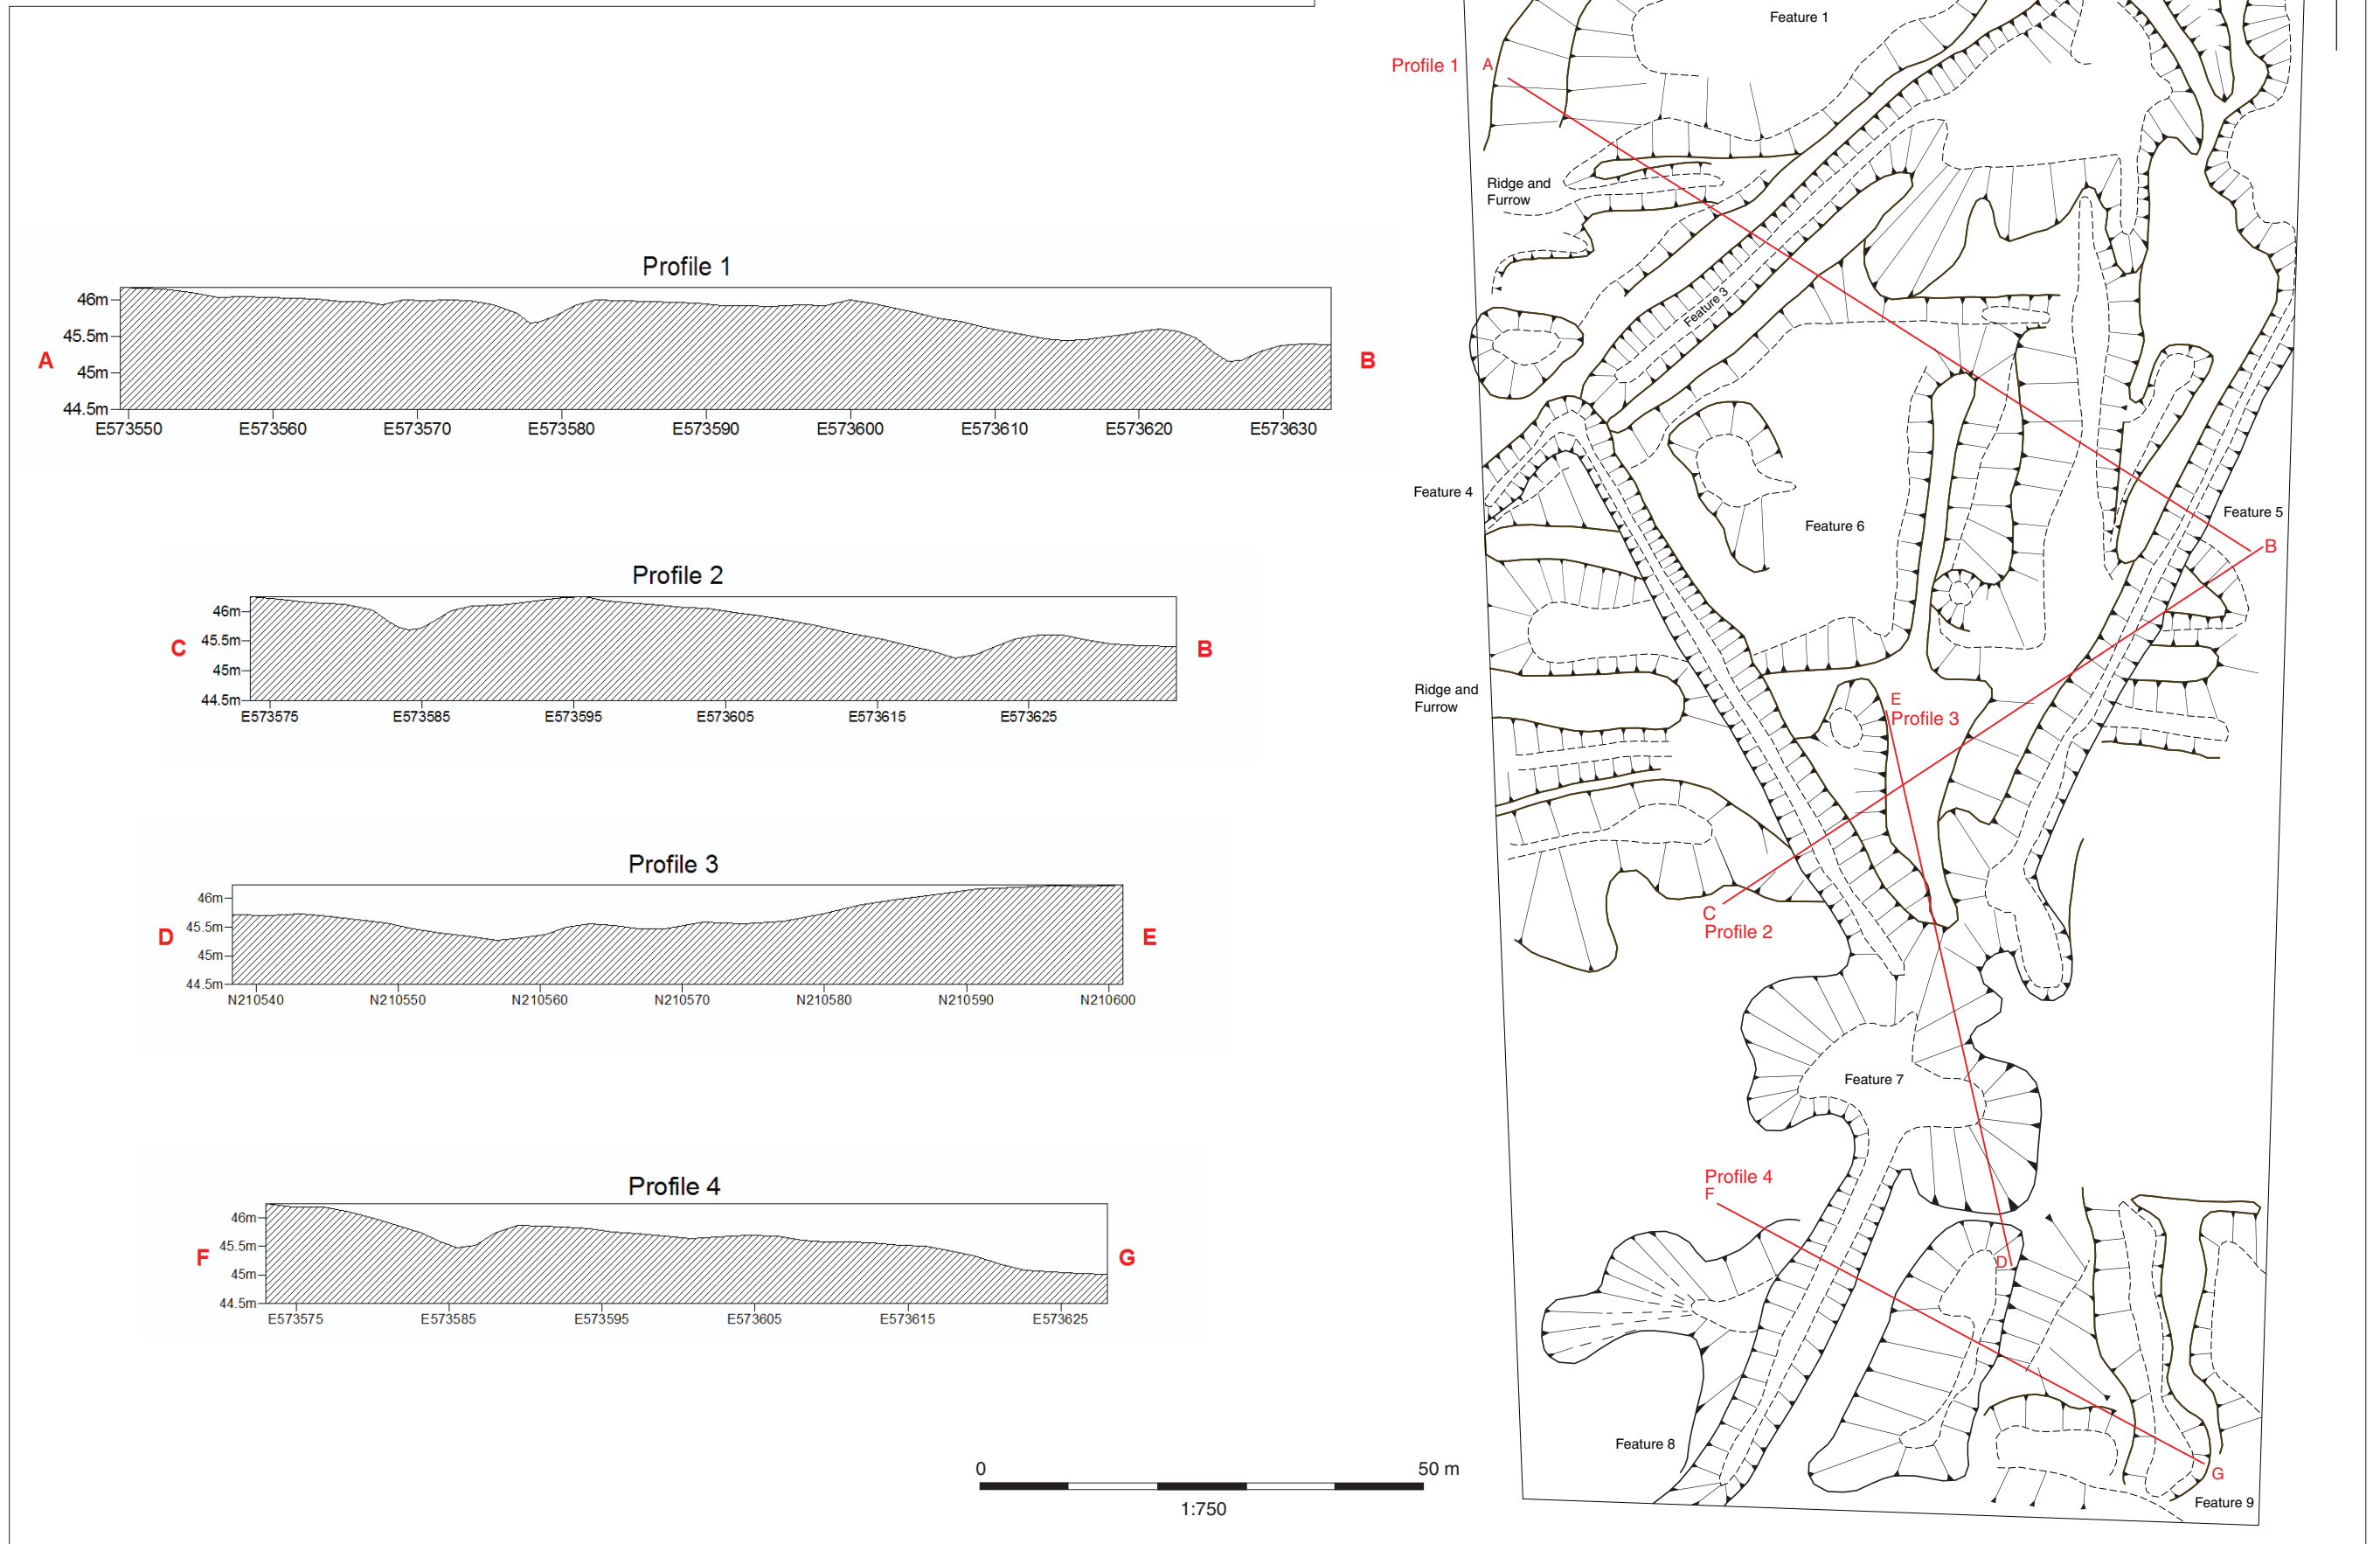 Profile 1
46m
45.5m
45m
44.5m
A
B
E573550 E573560 E573570 E573580 E573590 E573600 E573610 E573620 E573630
Profile 2
46m
45.5m
45m
44.5m
C
B
E573575 E573585 E573595 E573605 E573615 E573625
Profile 3
46m
45.5m
45m
44.5m
D
E
N210540 N210550 N210560 N210570 N210580 N210590 N210600
Profile 4
46m
45.5m
45m
44.5m
F
G
E573575 E573585 E573595 E573605 E573615 E573625
0 50 m
1:750
Feature 1
Profile 1 A
Ridge and
Furrow
Feature 3
Feature 4
Feature 5
Feature 6
B
Ridge and
Furrow
E
Profile 3
C
Profile 2
Feature 7
Profile 4
F
D
Feature 8
G
Feature 9